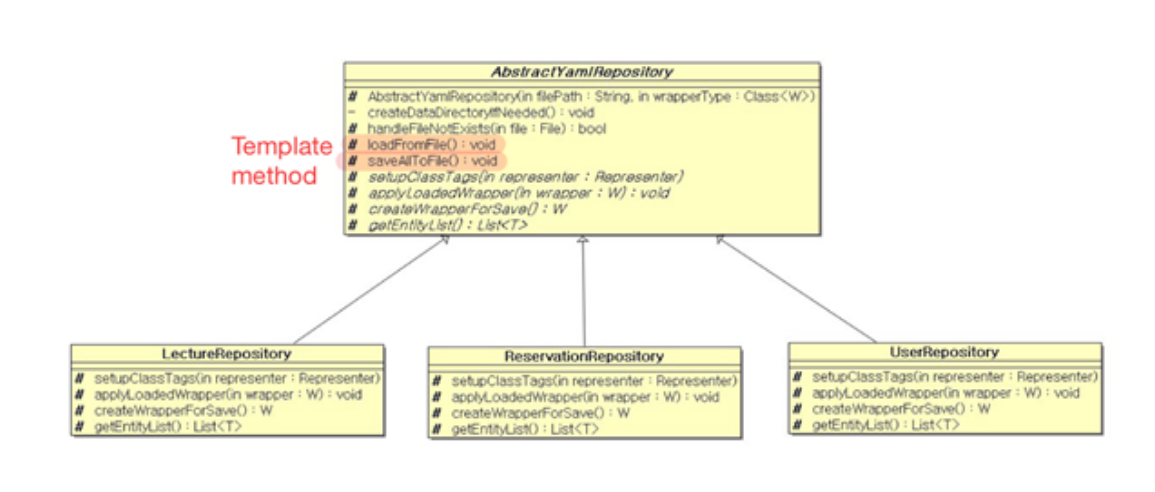 AbstractYamlRepository
# AbstractYamlRepository(in filePath : String, in wrapperType : Class<W>)
- createDataDirectoryIfNeeded() : void
# handleFileNotExists(in file : File) : bool
# loadFromFile() : void
# saveAllToFile() : void
# setupClassTags(in representer : Representer)
# applyLoadedWrapper(in wrapper : W) : void
# createWrapperForSave() : W
# getEntityList() : List<T>
Template
method
LectureRepository
# setupClassTags(in representer : Representer)
# applyLoadedWrapper(in wrapper : W) : void
# createWrapperForSave() : W
# getEntityList() : List<T>
ReservationRepository
# setupClassTags(in representer : Representer)
# applyLoadedWrapper(in wrapper : W) : void
# createWrapperForSave() : W
# getEntityList() : List<T>
UserRepository
# setupClassTags(in representer : Representer)
# applyLoadedWrapper(in wrapper : W) : void
# createWrapperForSave() : W
# getEntityList() : List<T>